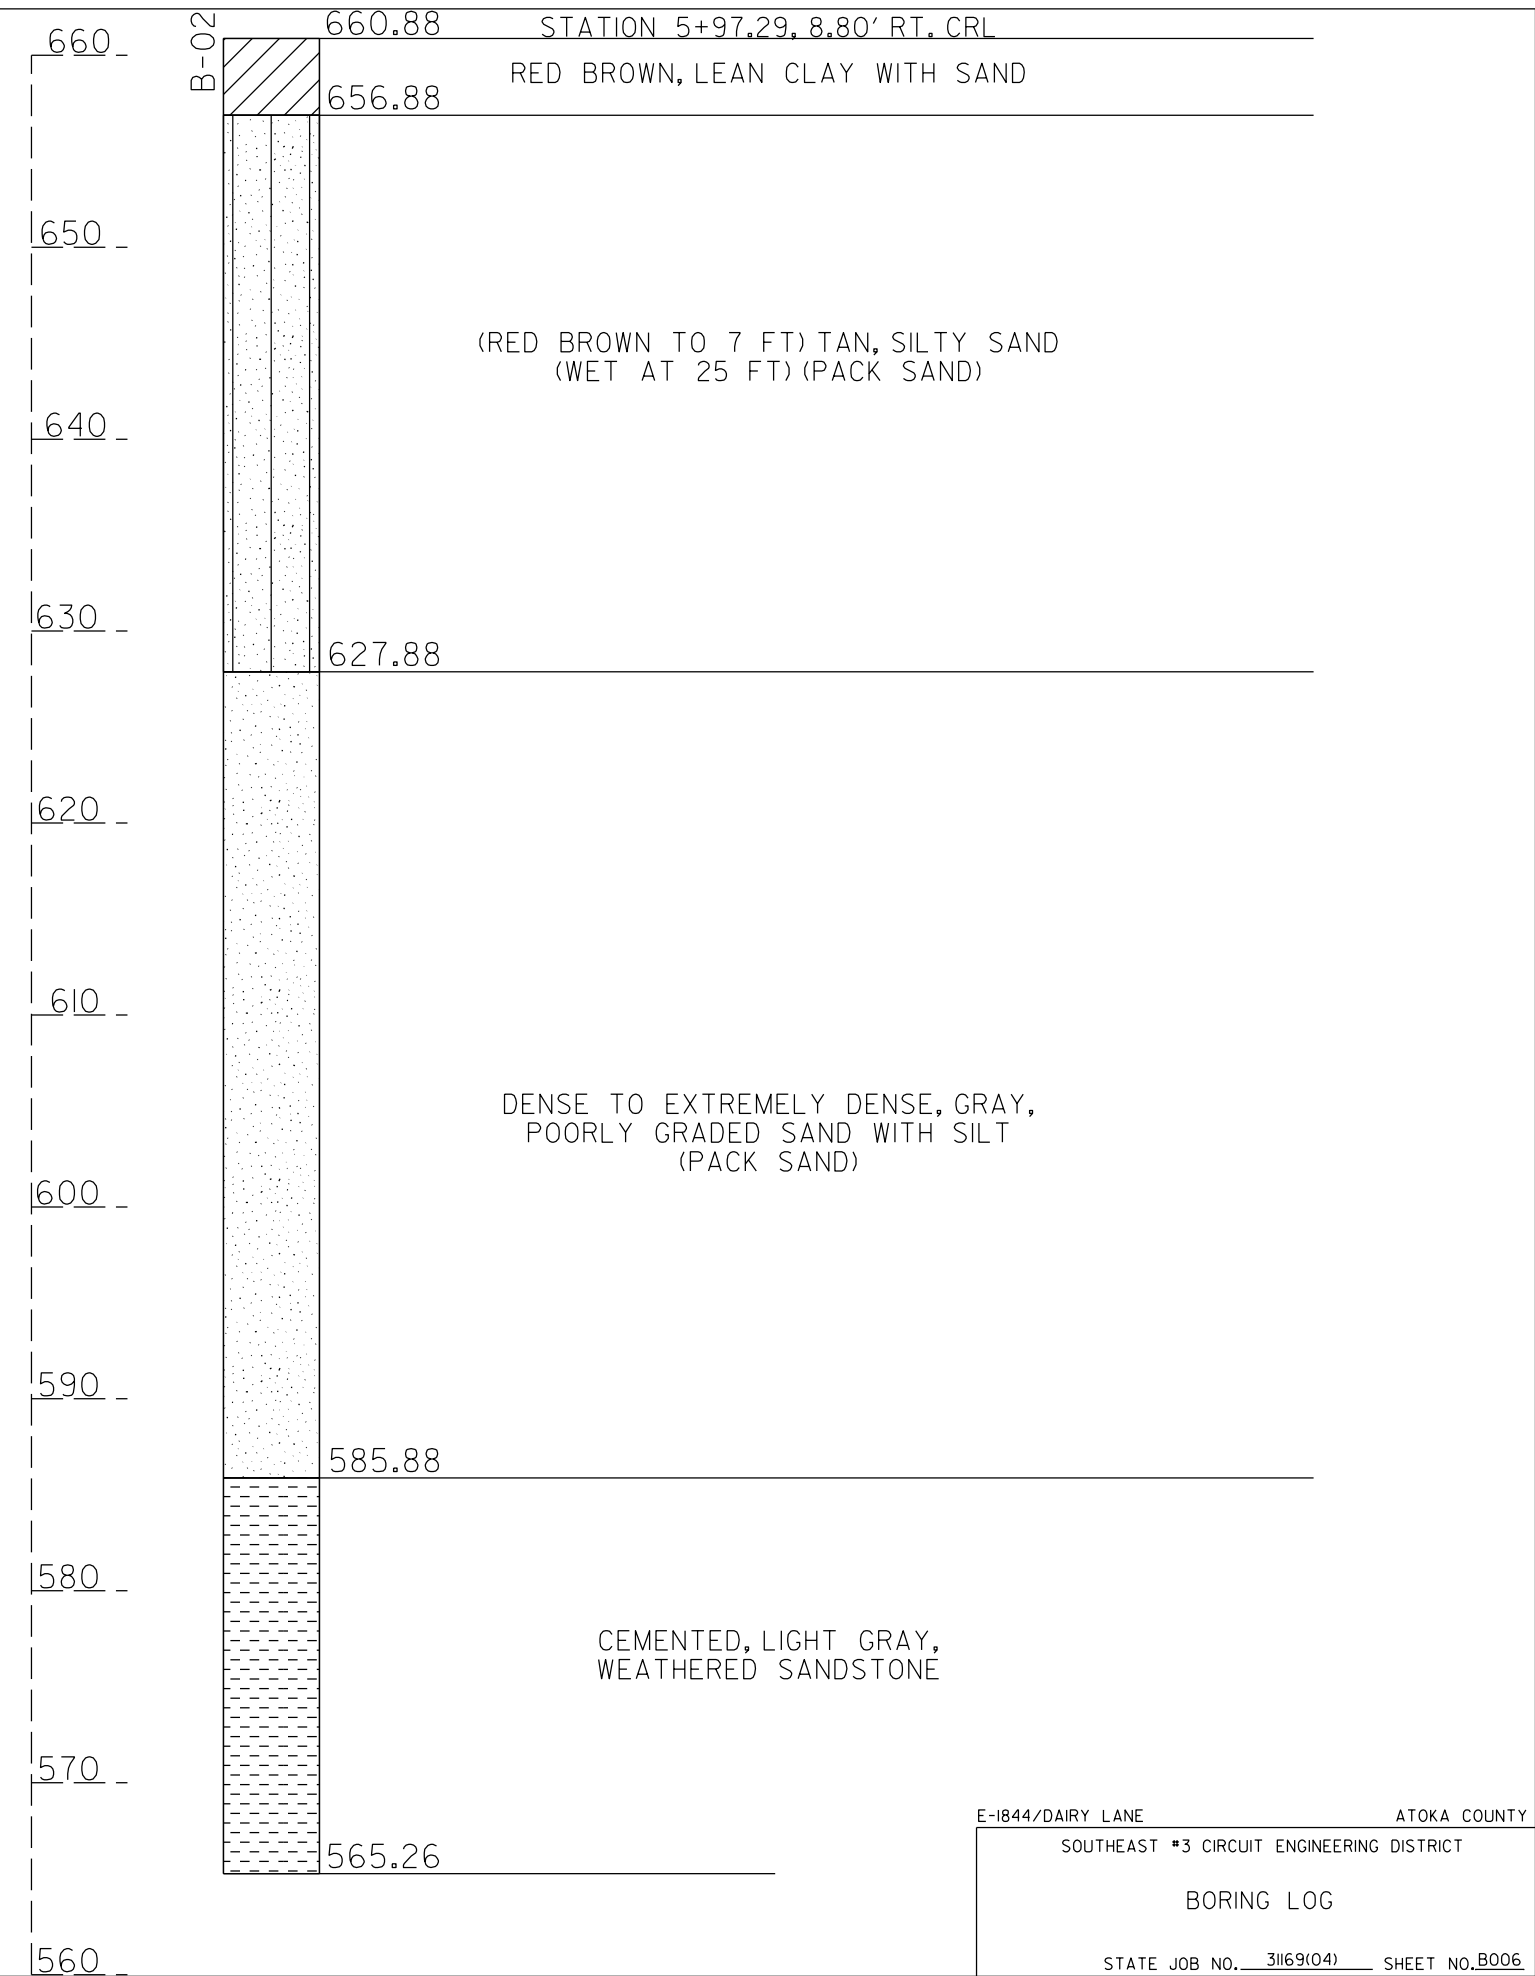 660
B-02
660.88
STATION 5+97.29, 8.80' RT. CRL
RED BROWN, LEAN CLAY WITH SAND
656.88
650
(RED BROWN TO 7 FT) TAN, SILTY SAND
(WET AT 25 FT) (PACK SAND)
640
630
627.88
620
610
DENSE TO EXTREMELY DENSE, GRAY,
POORLY GRADED SAND WITH SILT
(PACK SAND)
600
590
585.88
580
CEMENTED, LIGHT GRAY,
WEATHERED SANDSTONE
570
565.26
560
E-1844/DAIRY LANE ATOKA COUNTY
SOUTHEAST #3 CIRCUIT ENGINEERING DISTRICT
BORING LOG
STATE JOB NO. 31169(04) SHEET NO. B006